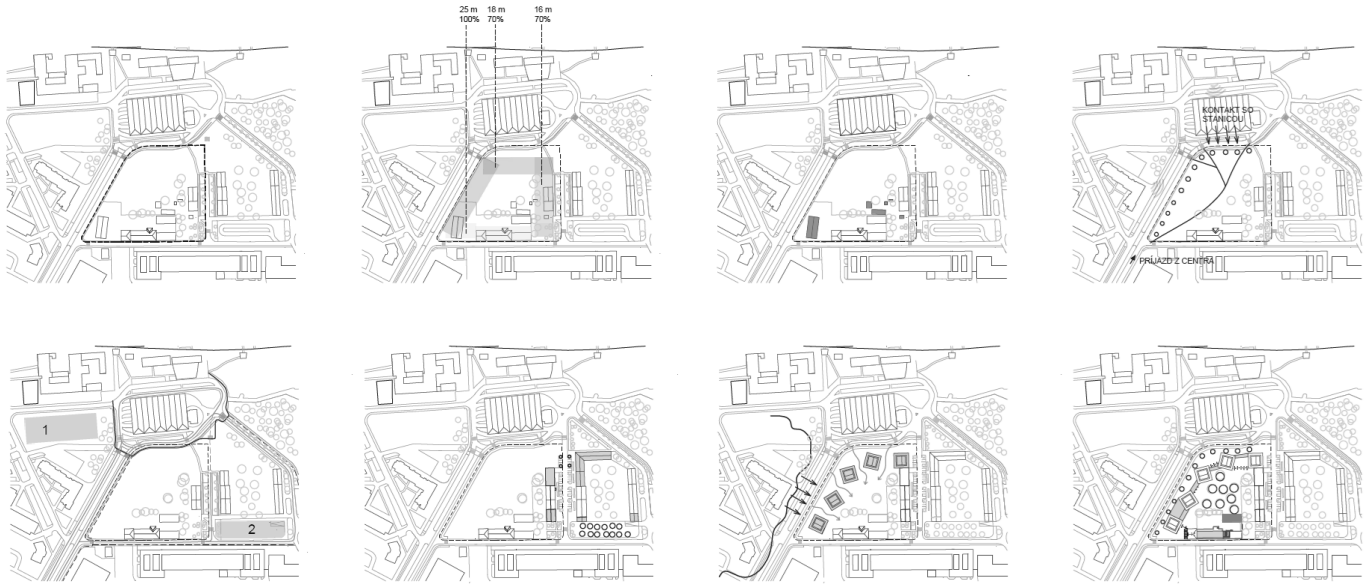 25 m
100%
18 m
70%
16 m
70%
KONTAKT SO
STANICOU
PRÍJAZD Z CENTRA
1
2